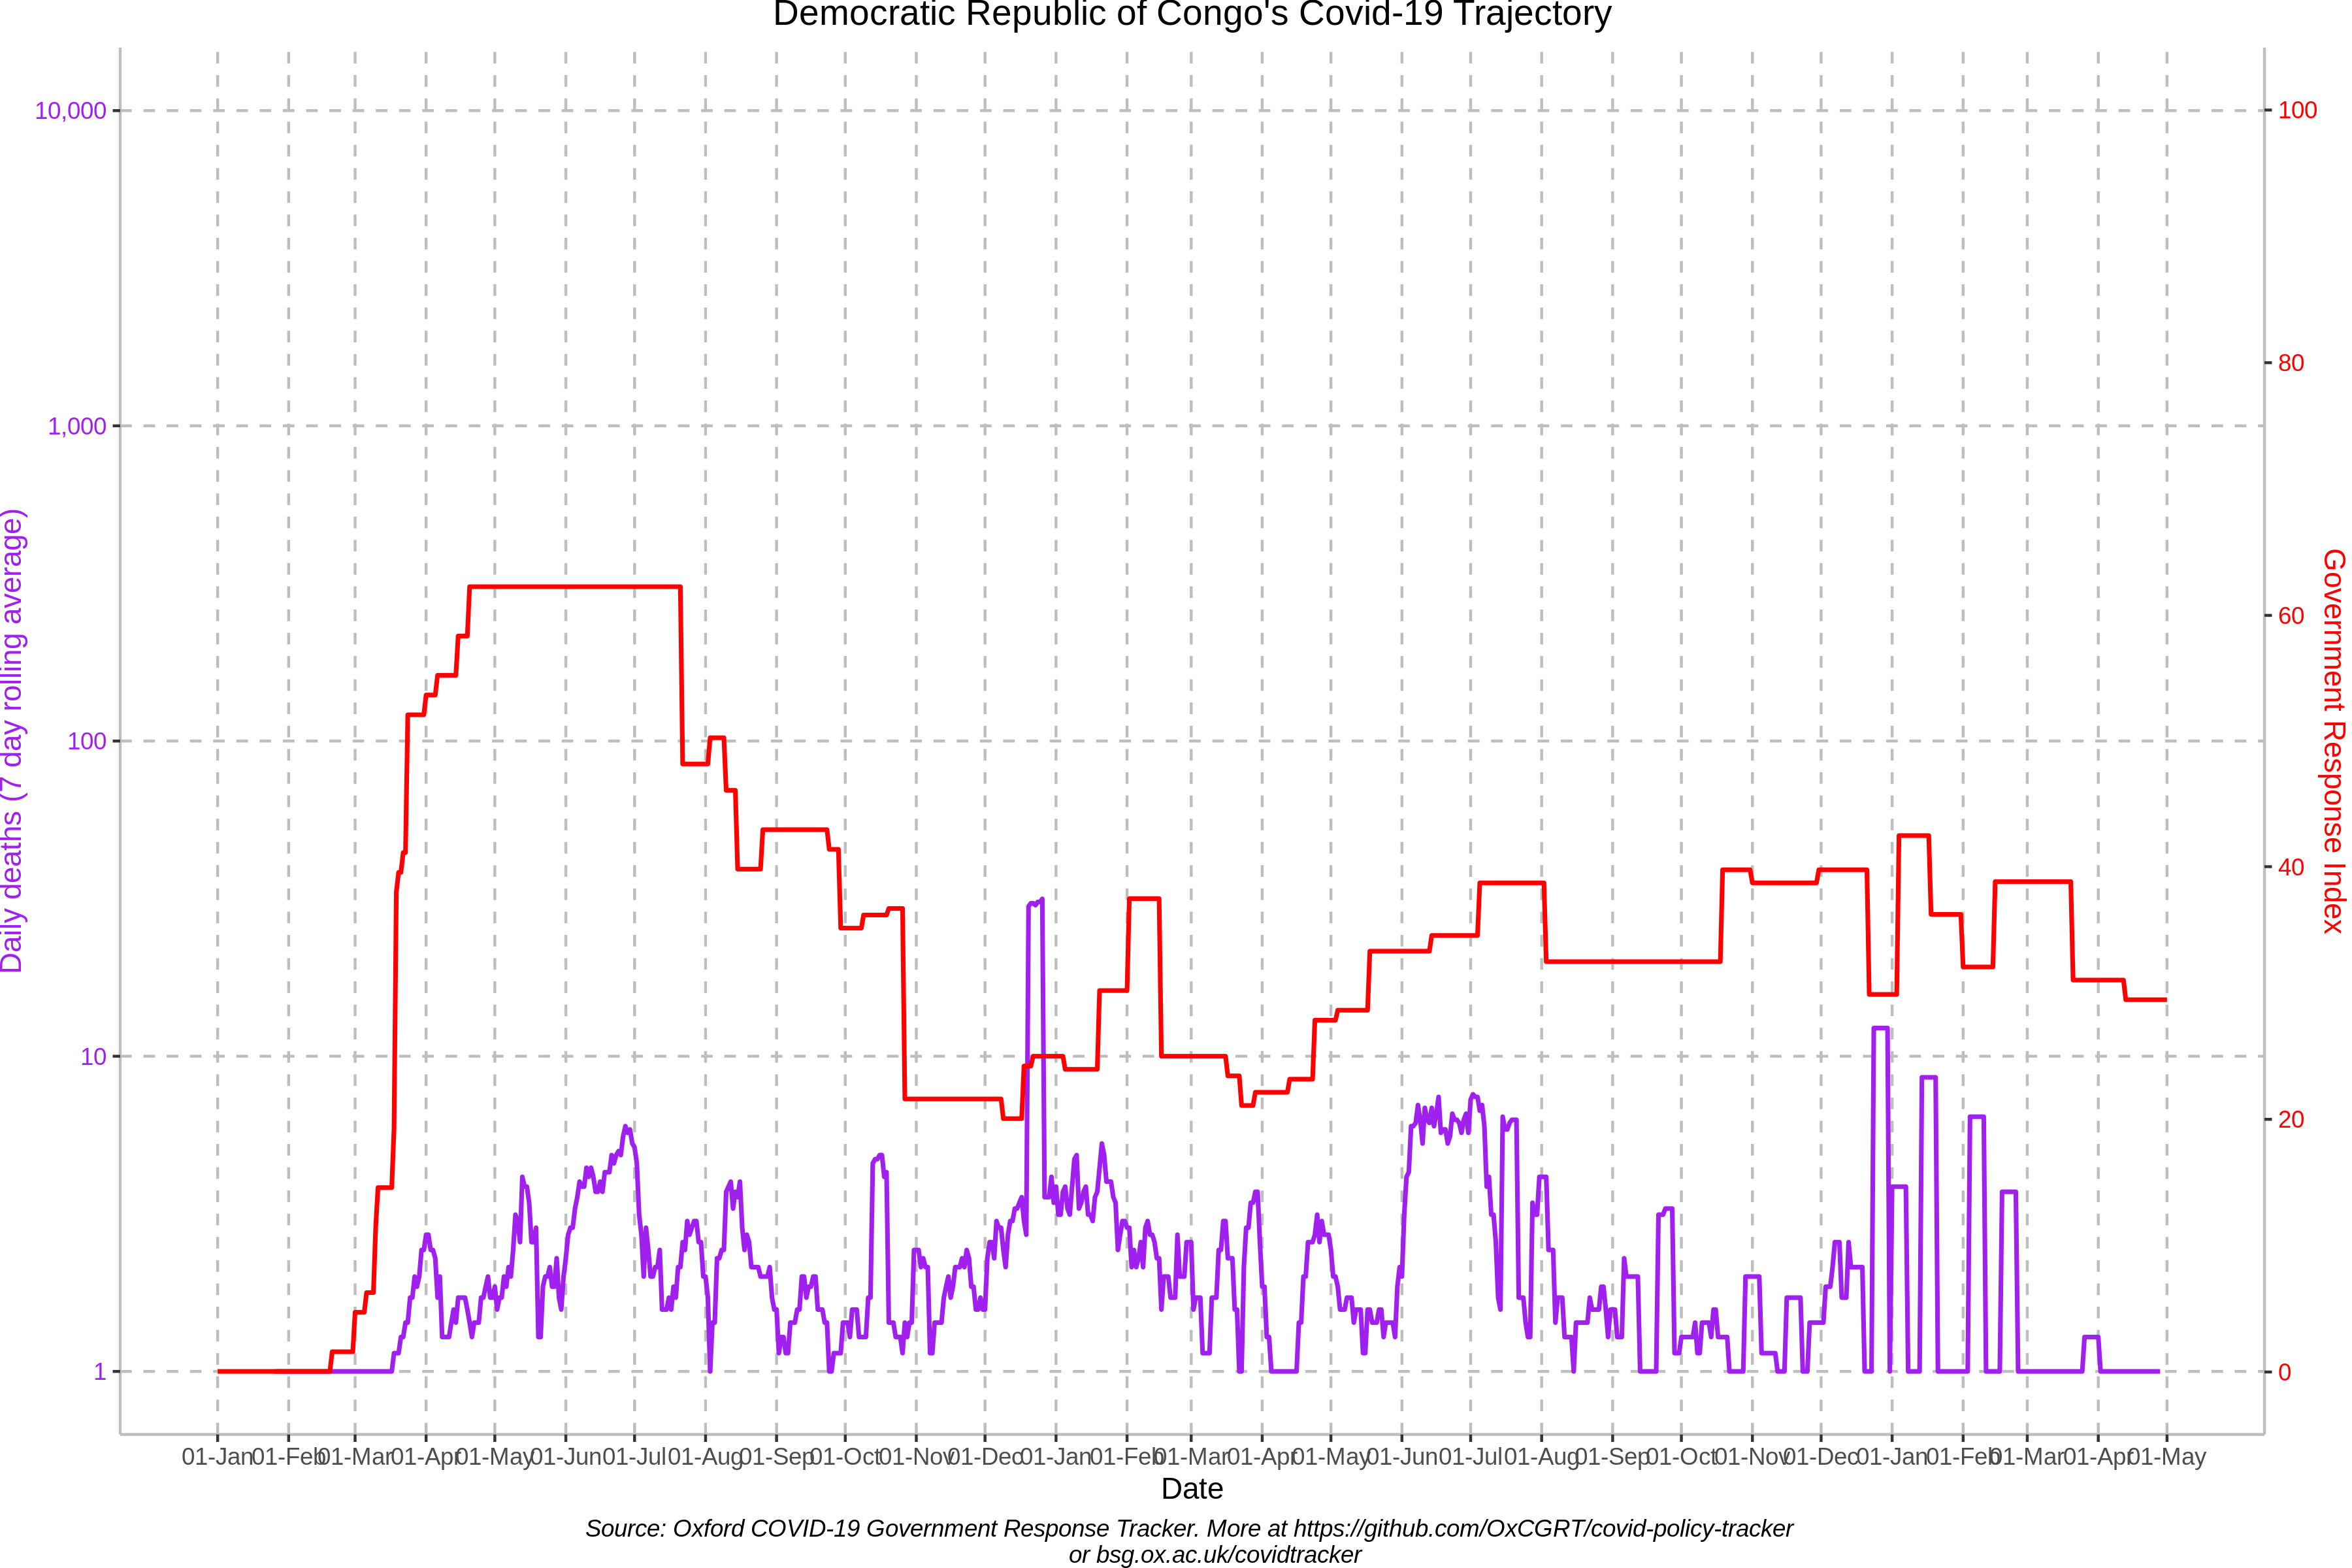 Democratic Republic of Congo's Covid-19 Trajectory
10,000
1,000
100
10
1
Daily deaths (7 day rolling average)
100
80
60
40
20
0
Government Response Index
01-Jan 01-Feb 01-Mar 01-Apr 01-May 01-Jun 01-Jul 01-Aug 01-Sep 01-Oct 01-Nov 01-Dec 01-Jan 01-Feb 01-Mar 01-Apr 01-May 01-Jun 01-Jul 01-Aug 01-Sep 01-Oct 01-Nov 01-Dec 01-Jan 01-Feb 01-Mar 01-Apr 01-May
Date
Source: Oxford COVID-19 Government Response Tracker. More at https://github.com/OxCGRT/covid-policy-tracker
or bsg.ox.ac.uk/covidtracker